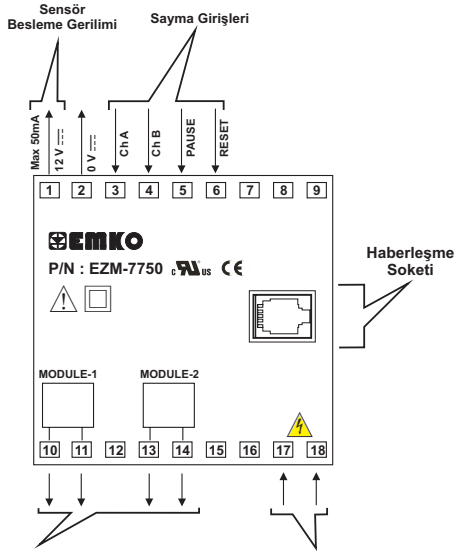 Sensör
Besleme Gerilimi
Sayma Girişleri
Max 50mA
12 V
0 V
Ch A
Ch B
PAUSE
RESET
1 2 3 4 5 6 7 8 9
EMKO
P/N : EZM-7750 c RU us CE
Haberleşme
Soketi
MODULE-1 MODULE-2
10 11 12 13 14 15 16 17 18